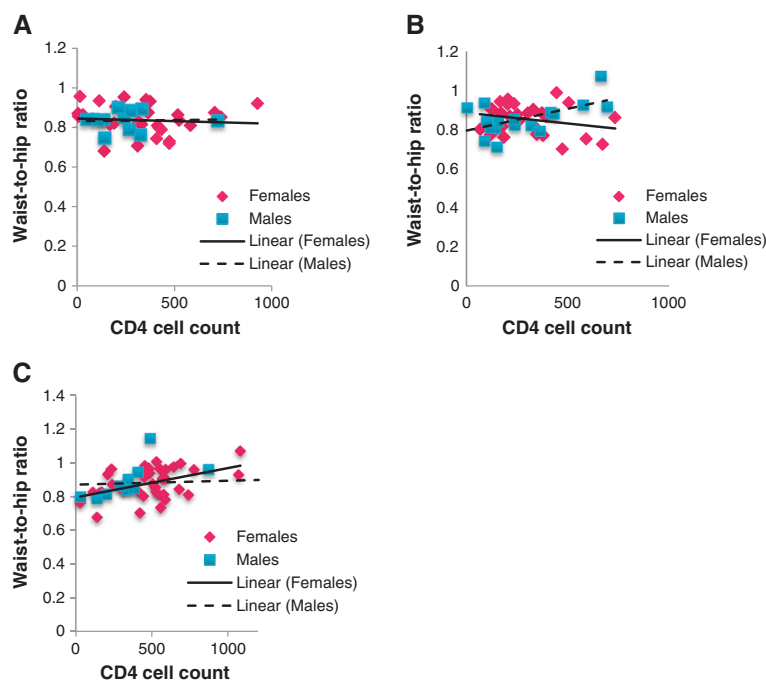 A
Waist-to-hip ratio
1.2
1
0.8
0.6
0.4
0.2
0
0
500
1000
CD4 cell count
Females
Males
Linear (Females)
Linear (Males)
B
Waist-to-hip ratio
1.2
1
0.8
0.6
0.4
0.2
0
0
500
1000
CD4 cell count
Females
Males
Linear (Females)
Linear (Males)
C
Waist-to-hip ratio
1.4
1.2
1
0.8
0.6
0.4
0.2
0
0
500
1000
CD4 cell count
Females
Males
Linear (Females)
Linear (Males)